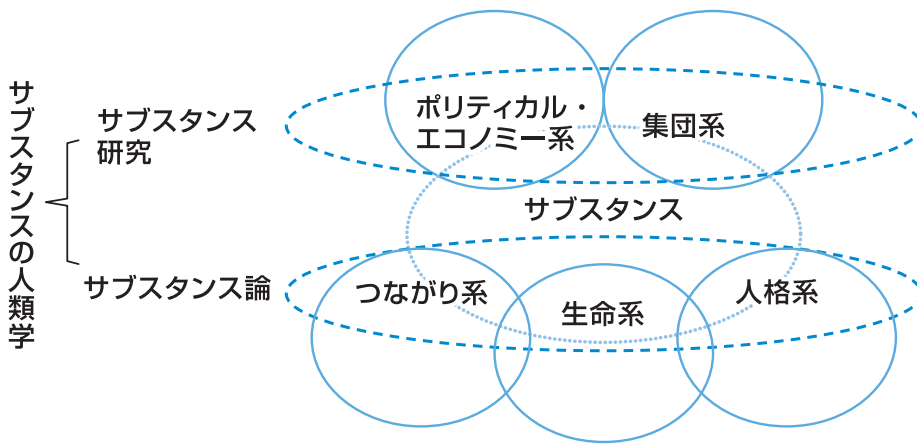 サブスタンスの人類学
サブスタンス
研究
サブスタンス論
ポリティカル・
エコノミー系
集団系
サブスタンス
つながり系
生命系
人格系